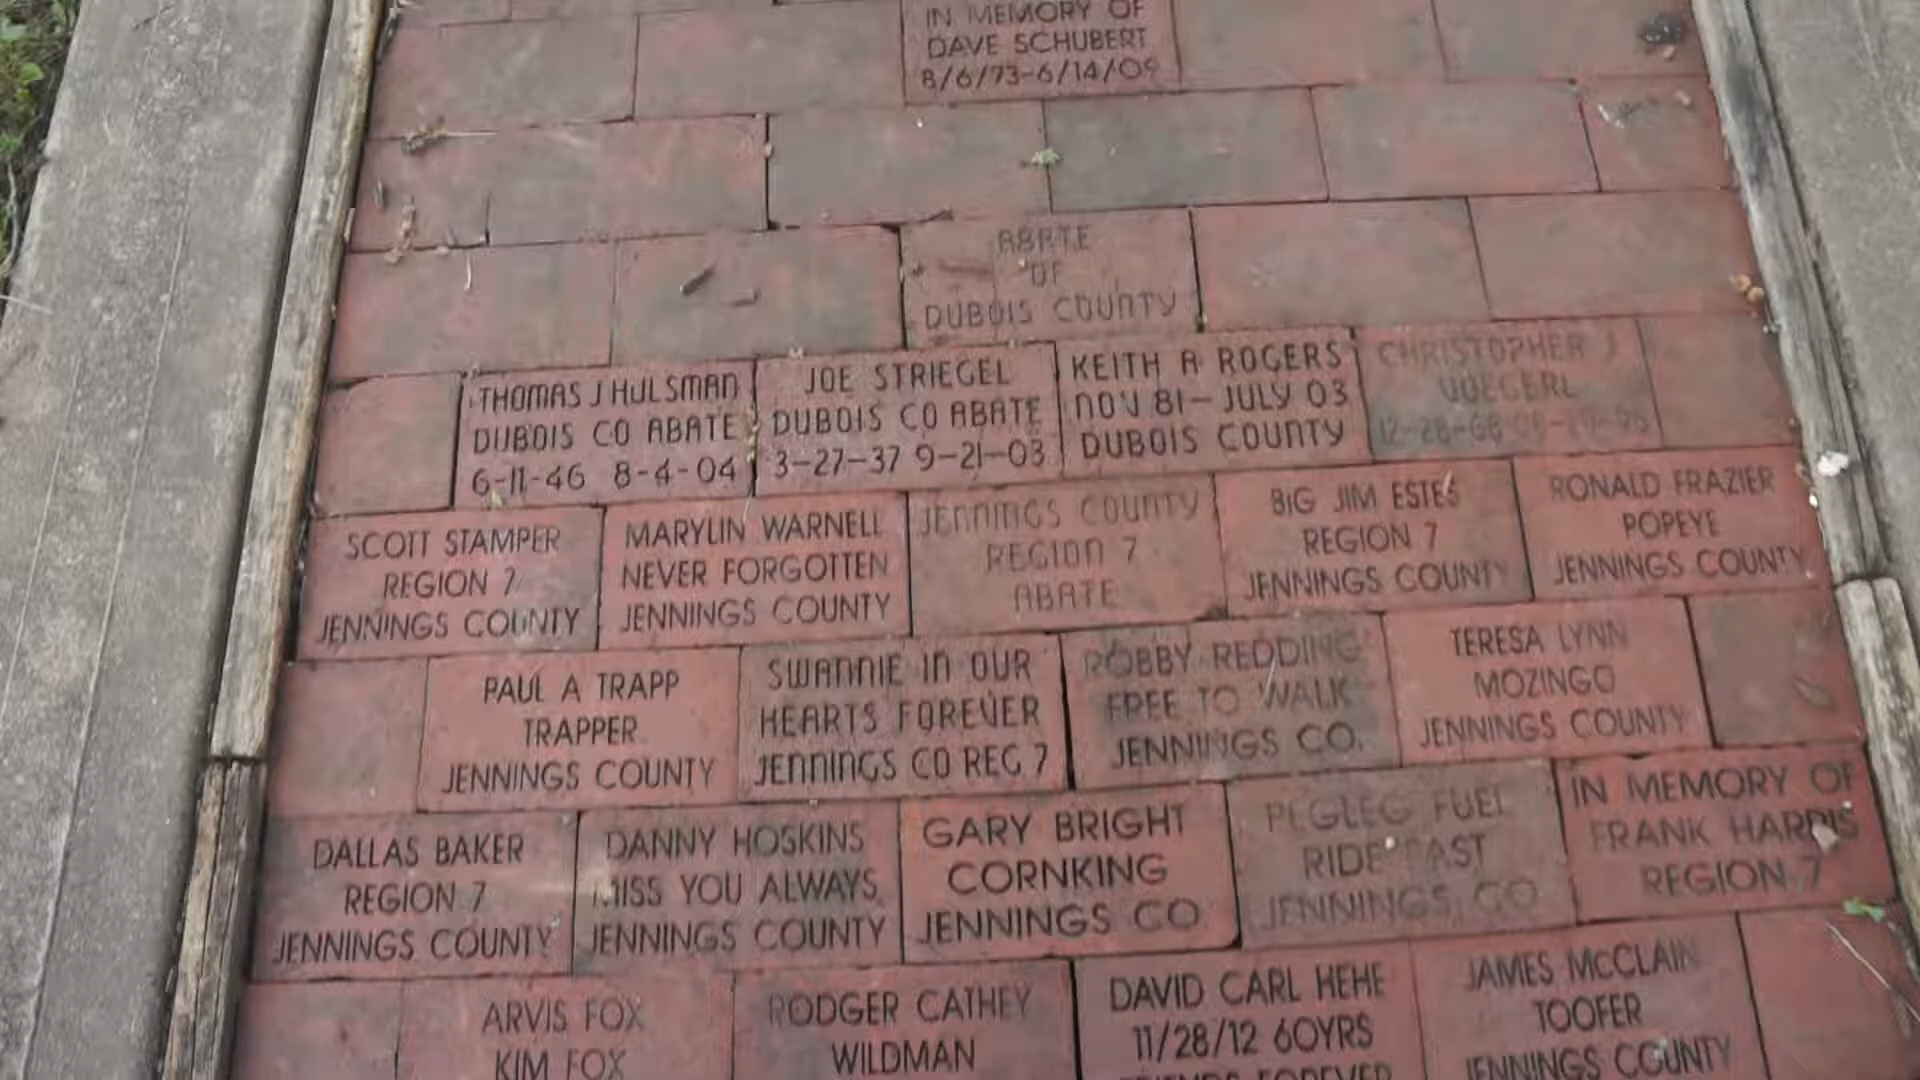 IN MEMORY OF
DAVE SCHUBERT
8/6/73-6/14/09
ABATE
OF
DUBOIS COUNTY
THOMAS J HULSMAN
DUBOIS CO ABATE
6-11-46 8-4-04
JOE STRIEGEL
DUBOIS CO ABATE
3-27-37 9-21-03
KEITH A ROGERS
NOV 81- JULY 03
DUBOIS COUNTY
CHRISTOPHER J
VOEGERL
SCOTT STAMPER
REGION 7
JENNINGS COUNTY
MARYLIN WARNELL
NEVER FORGOTTEN
JENNINGS COUNTY
JENNINGS COUNTY
REGION 7
ABATE
BIG JIM ESTES
REGION 7
JENNINGS COUNTY
RONALD FRAZIER
POPEYE
JENNINGS COUNTY
PAUL A TRAPP
TRAPPER
JENNINGS COUNTY
SWANNIE IN OUR
HEARTS FOREVER
JENNINGS CO REG 7
ROBBY REDDING
FREE TO WALK
JENNINGS CO.
TERESA LYNN
MOZINGO
JENNINGS COUNTY
DALLAS BAKER
REGION 7
JENNINGS COUNTY
DANNY HOSKINS
MISS YOU ALWAYS
JENNINGS COUNTY
GARY BRIGHT
CORNKING
JENNINGS CO
PEGLEG FUEL
RIDE FAST
JENNINGS CO
IN MEMORY OF
FRANK HARRIS
REGION 7
ARVIS FOX
KIM FOX
RODGER CATHEY
WILDMAN
DAVID CARL HEHE
11/28/12 60YRS
FRIENDS FOREVER
JAMES McCLAIN
TOOFER
JENNINGS COUNTY